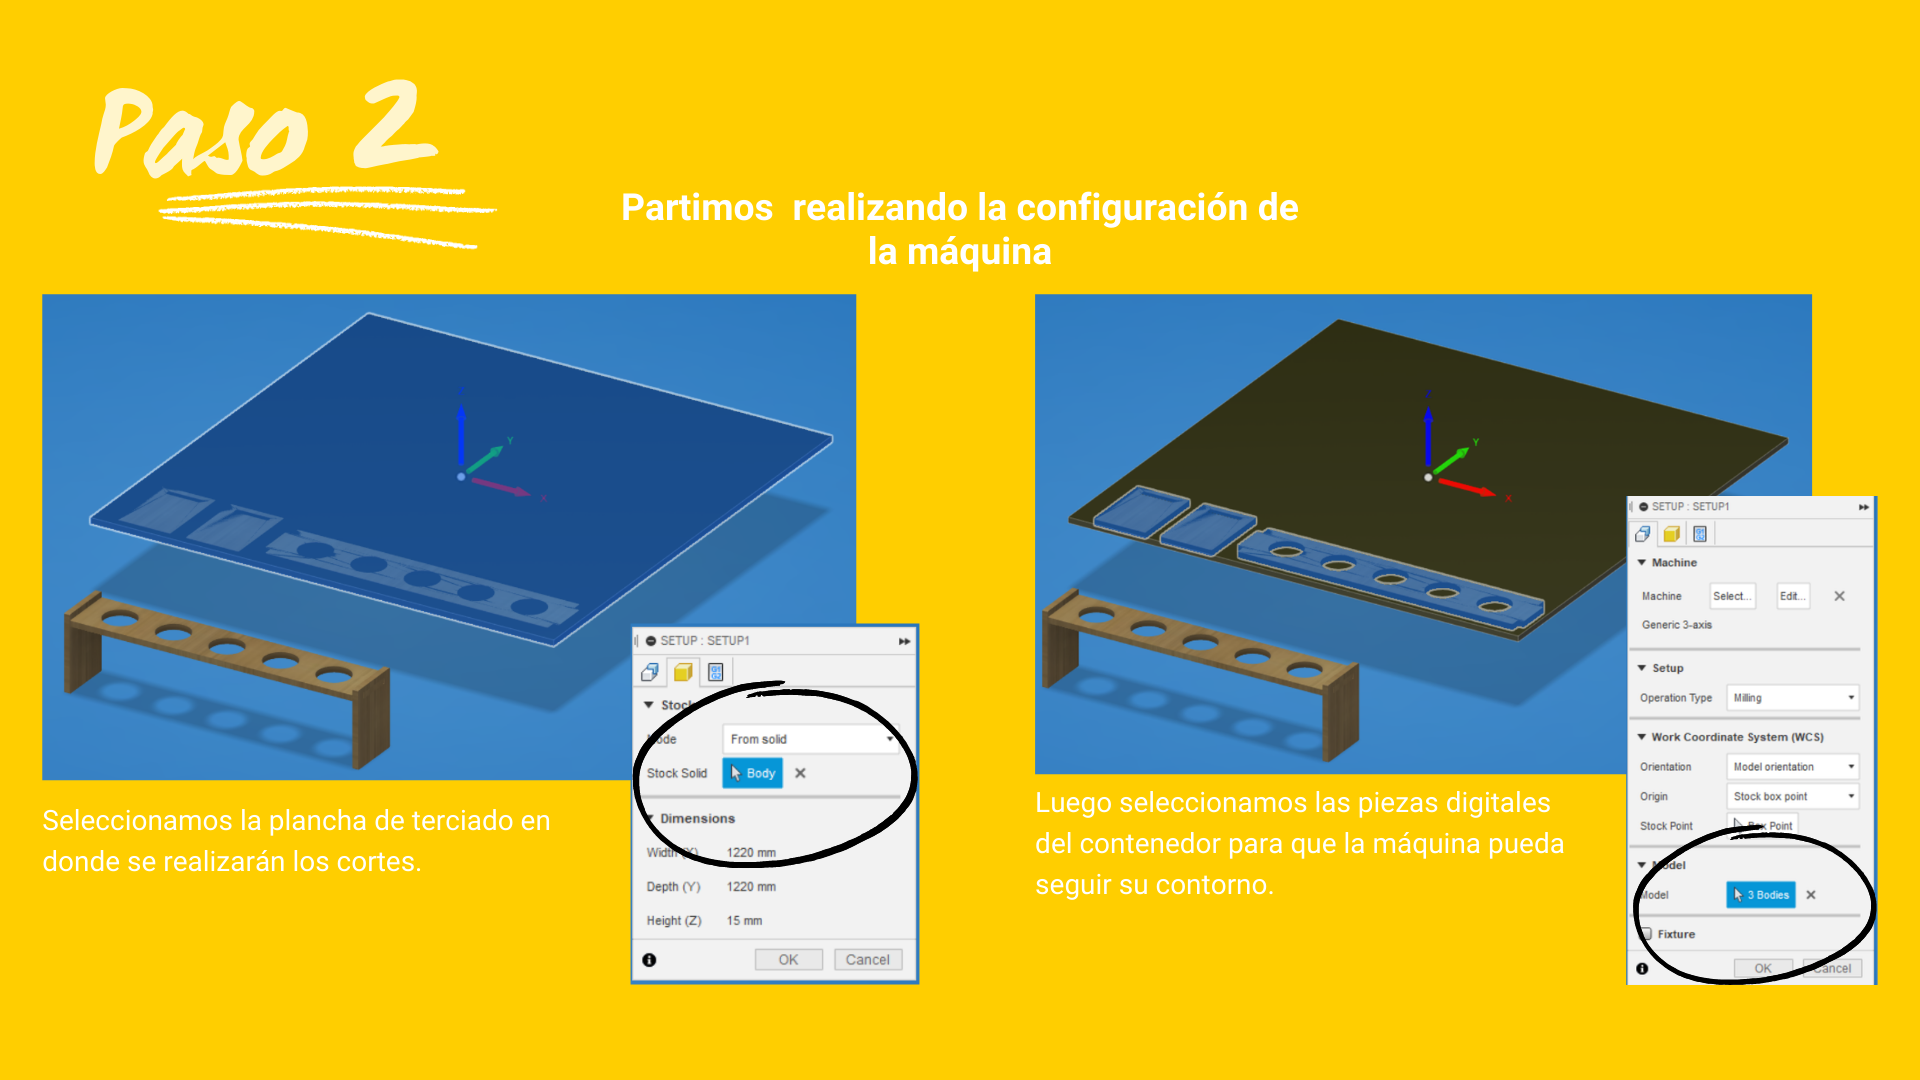 Paso 2
Partimos  realizando la configuración de
la máquina
Z
Y
X
SETUP : SETUP1
Stock
Mode
From solid
Stock Solid
Body
Dimensions
Width (X)
1220 mm
Depth (Y)
1220 mm
Height (Z)
15 mm
OK
Cancel
Seleccionamos la plancha de terciado en
donde se realizarán los cortes.
Z
Y
X
SETUP : SETUP1
Machine
Machine
Select...
Edit...
Generic 3-axis
Setup
Operation Type
Milling
Work Coordinate System (WCS)
Orientation
Model orientation
Origin
Stock box point
Stock Point
Box Point
Model
Model
3 Bodies
Fixture
OK
Cancel
Luego seleccionamos las piezas digitales
del contenedor para que la máquina pueda
seguir su contorno.